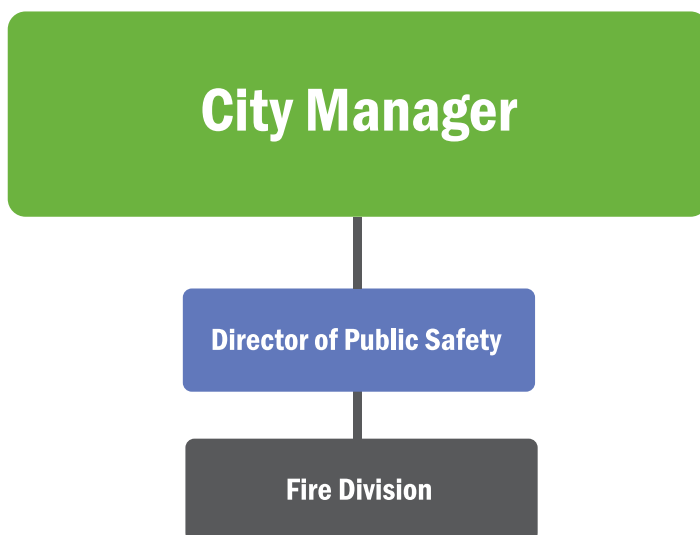 City Manager
Director of Public Safety
Fire Division